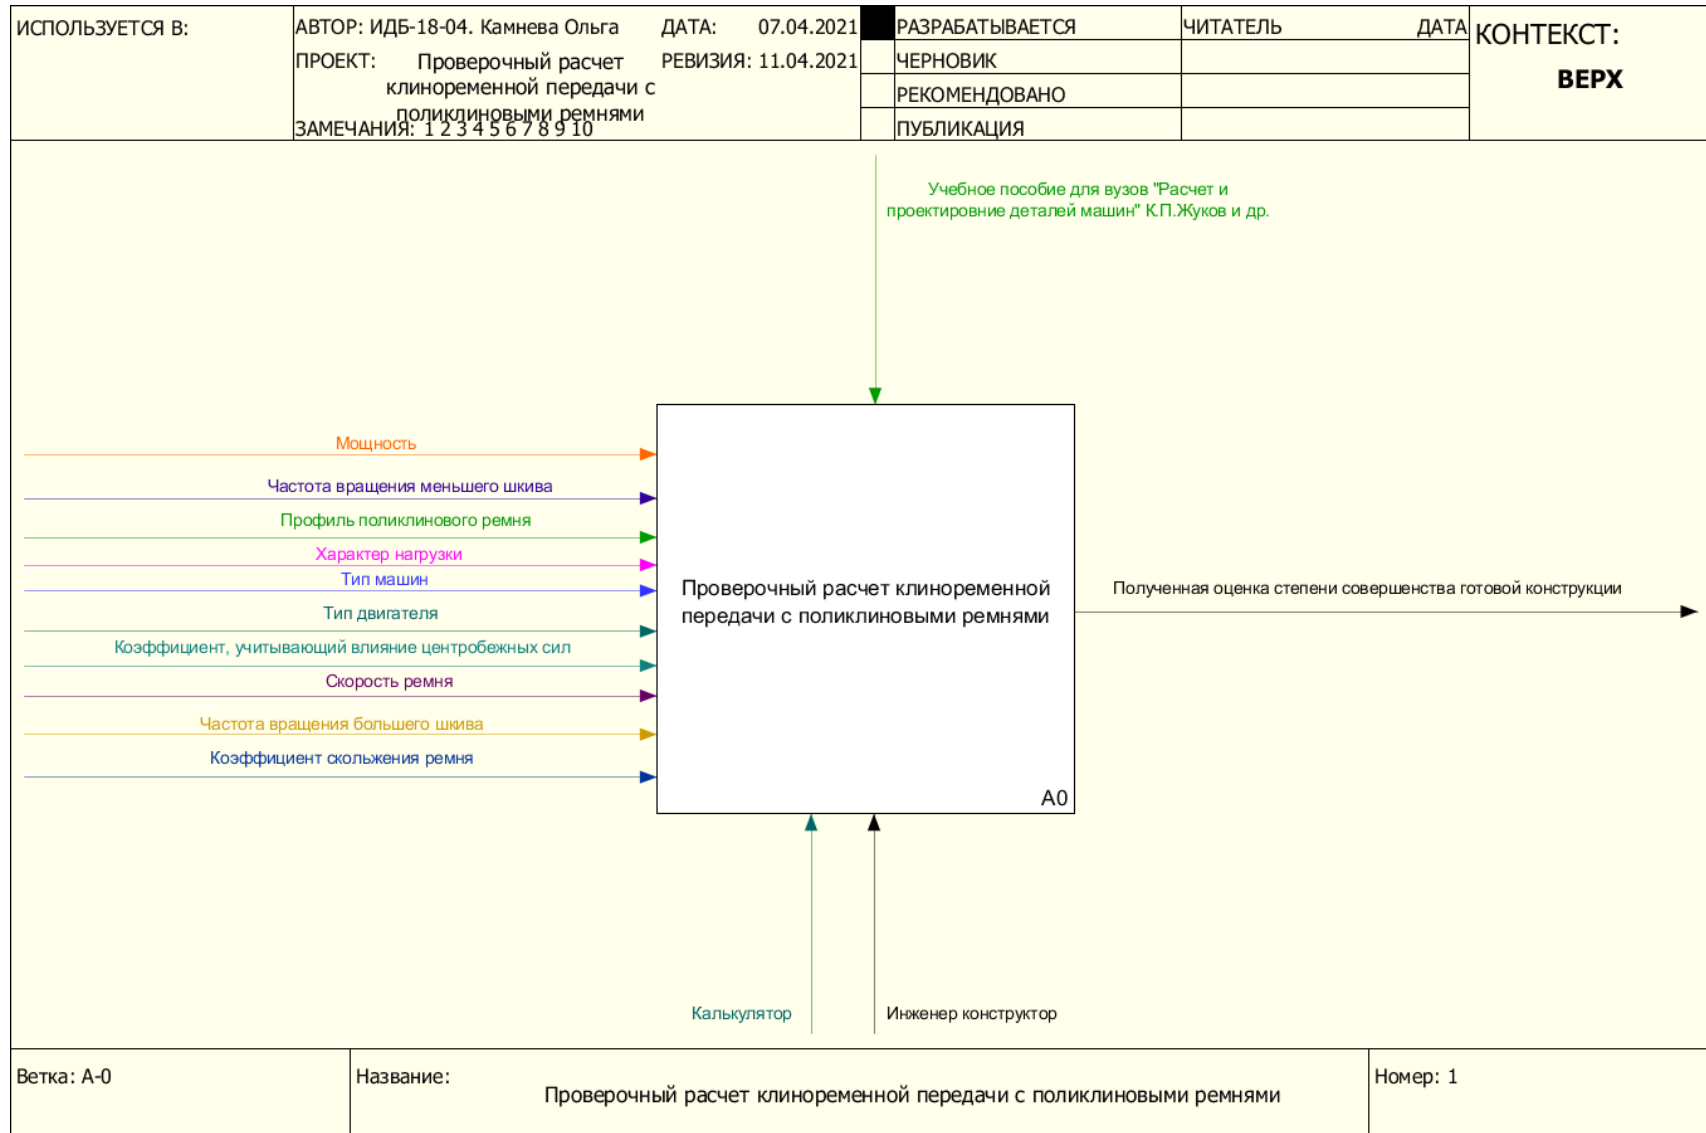 ИСПОЛЬЗУЕТСЯ В:
АВТОР: ИДБ-18-04. Камнева Ольга
ДАТА: 07.04.2021
ПРОЕКТ: Проверочный расчет
клиноременной передачи с
поликлиновыми ремнями
РЕВИЗИЯ: 11.04.2021
ЗАМЕЧАНИЯ: 1 2 3 4 5 6 7 8 9 10
РАЗРАБАТЫВАЕТСЯ
ЧЕРНОВИК
РЕКОМЕНДОВАНО
ПУБЛИКАЦИЯ
ЧИТАТЕЛЬ ДАТА
КОНТЕКСТ:
ВЕРХ
Учебное пособие для вузов "Расчет и
проектировние деталей машин" К.П.Жуков и др.
Мощность
Частота вращения меньшего шкива
Профиль поликлинового ремня
Характер нагрузки
Тип машин
Тип двигателя
Коэффициент, учитывающий влияние центробежных сил
Скорость ремня
Частота вращения большего шкива
Коэффициент скольжения ремня
Проверочный расчет клиноременной
передачи с поликлиновыми ремнями
A0
Полученная оценка степени совершенства готовой конструкции
Калькулятор
Инженер конструктор
Ветка: A-0
Название:
Проверочный расчет клиноременной передачи с поликлиновыми ремнями
Номер: 1